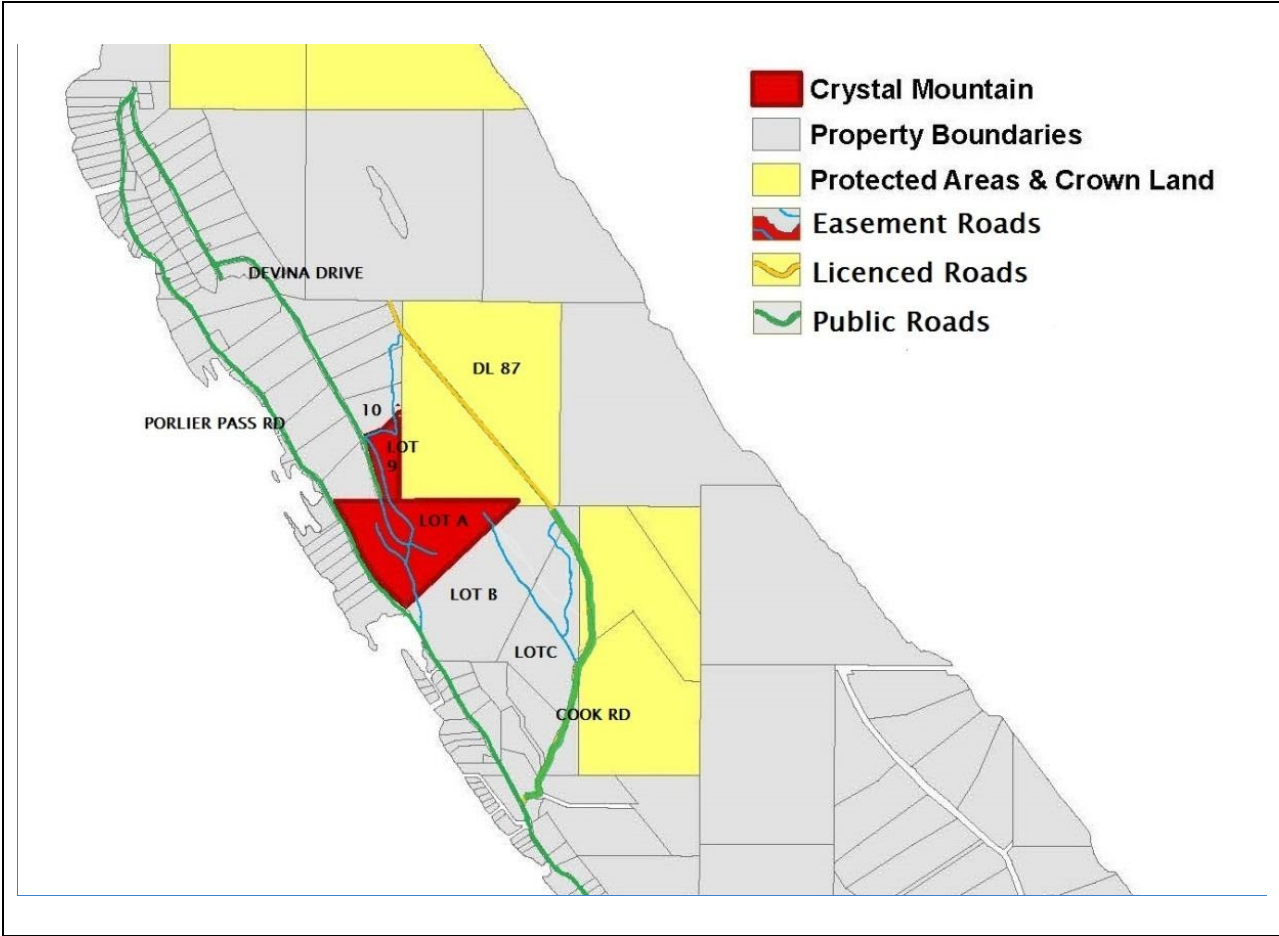 Crystal Mountain
Property Boundaries
Protected Areas & Crown Land
Easement Roads
Licenced Roads
Public Roads
DEVINA DRIVE
DL 87
PORLIER PASS RD
10
LOT
9
LOT A
LOT B
LOTC
COOK RD